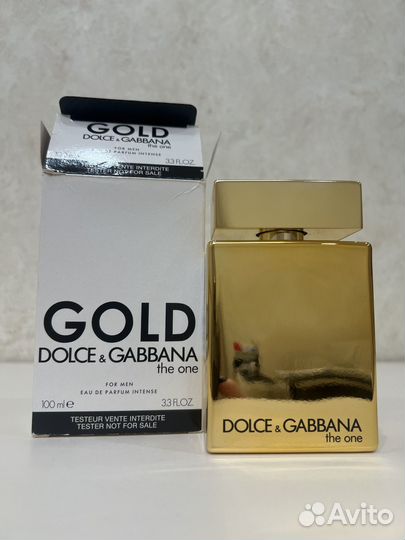 GOLD
DOLCE & GABBANA
the one
FOR MEN
EAU DE PARFUM INTENSE
3.3 FL.OZ.
TESTEUR VENTE INTERDITE
TESTER NOT FOR SALE
GOLD
DOLCE & GABBANA
the one
FOR MEN
EAU DE PARFUM INTENSE
100 ml e 3.3 FL.OZ.
TESTEUR VENTE INTERDITE
TESTER NOT FOR SALE
DOLCE & GABBANA
the one
Avito